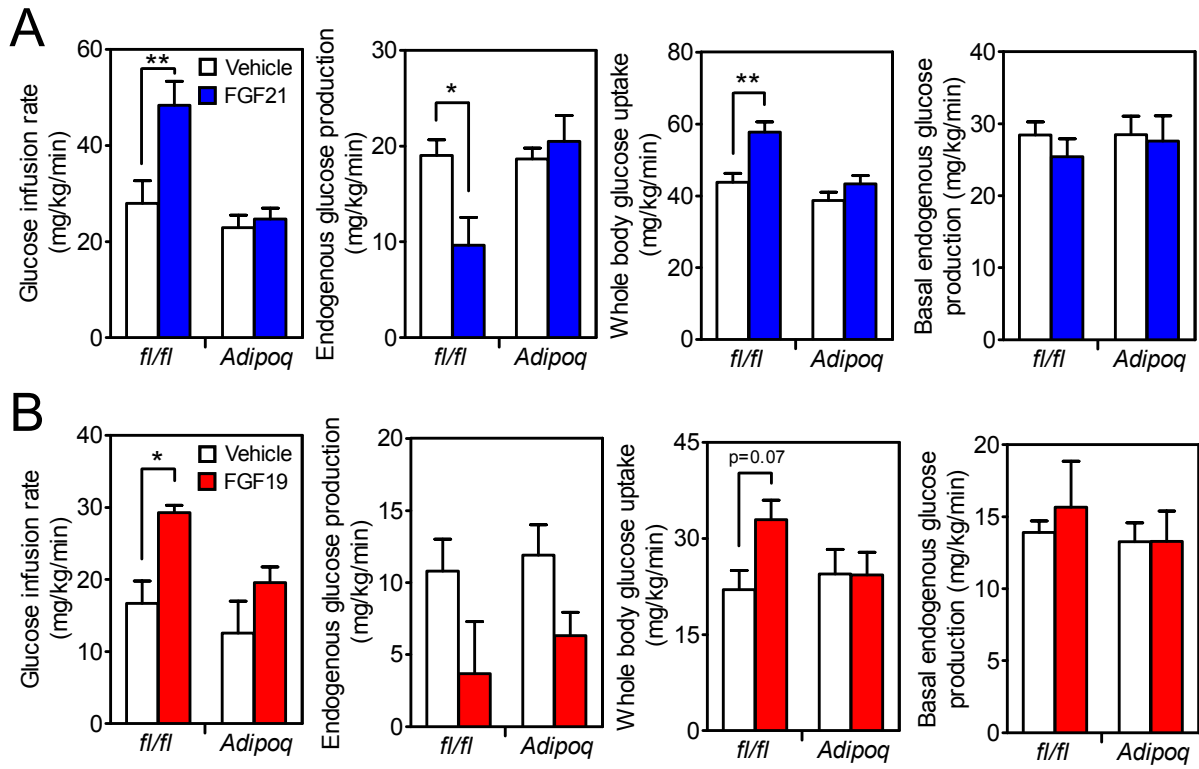 A
Glucose infusion rate
(mg/kg/min)
60
40
20
0
**
Vehicle
FGF21
fl/fl
Adipoq
Endogenous glucose production
(mg/kg/min)
30
20
10
0
*
fl/fl
Adipoq
Whole body glucose uptake
(mg/kg/min)
80
60
40
20
0
**
fl/fl
Adipoq
Basal endogenous glucose
production (mg/kg/min)
40
30
20
10
0
fl/fl
Adipoq
B
Glucose infusion rate
(mg/kg/min)
40
30
20
10
0
*
Vehicle
FGF19
fl/fl
Adipoq
Endogenous glucose production
(mg/kg/min)
20
15
10
5
0
fl/fl
Adipoq
Whole body glucose uptake
(mg/kg/min)
45
30
15
0
p=0.07
fl/fl
Adipoq
Basal endogenous glucose
production (mg/kg/min)
20
15
10
5
0
fl/fl
Adipoq